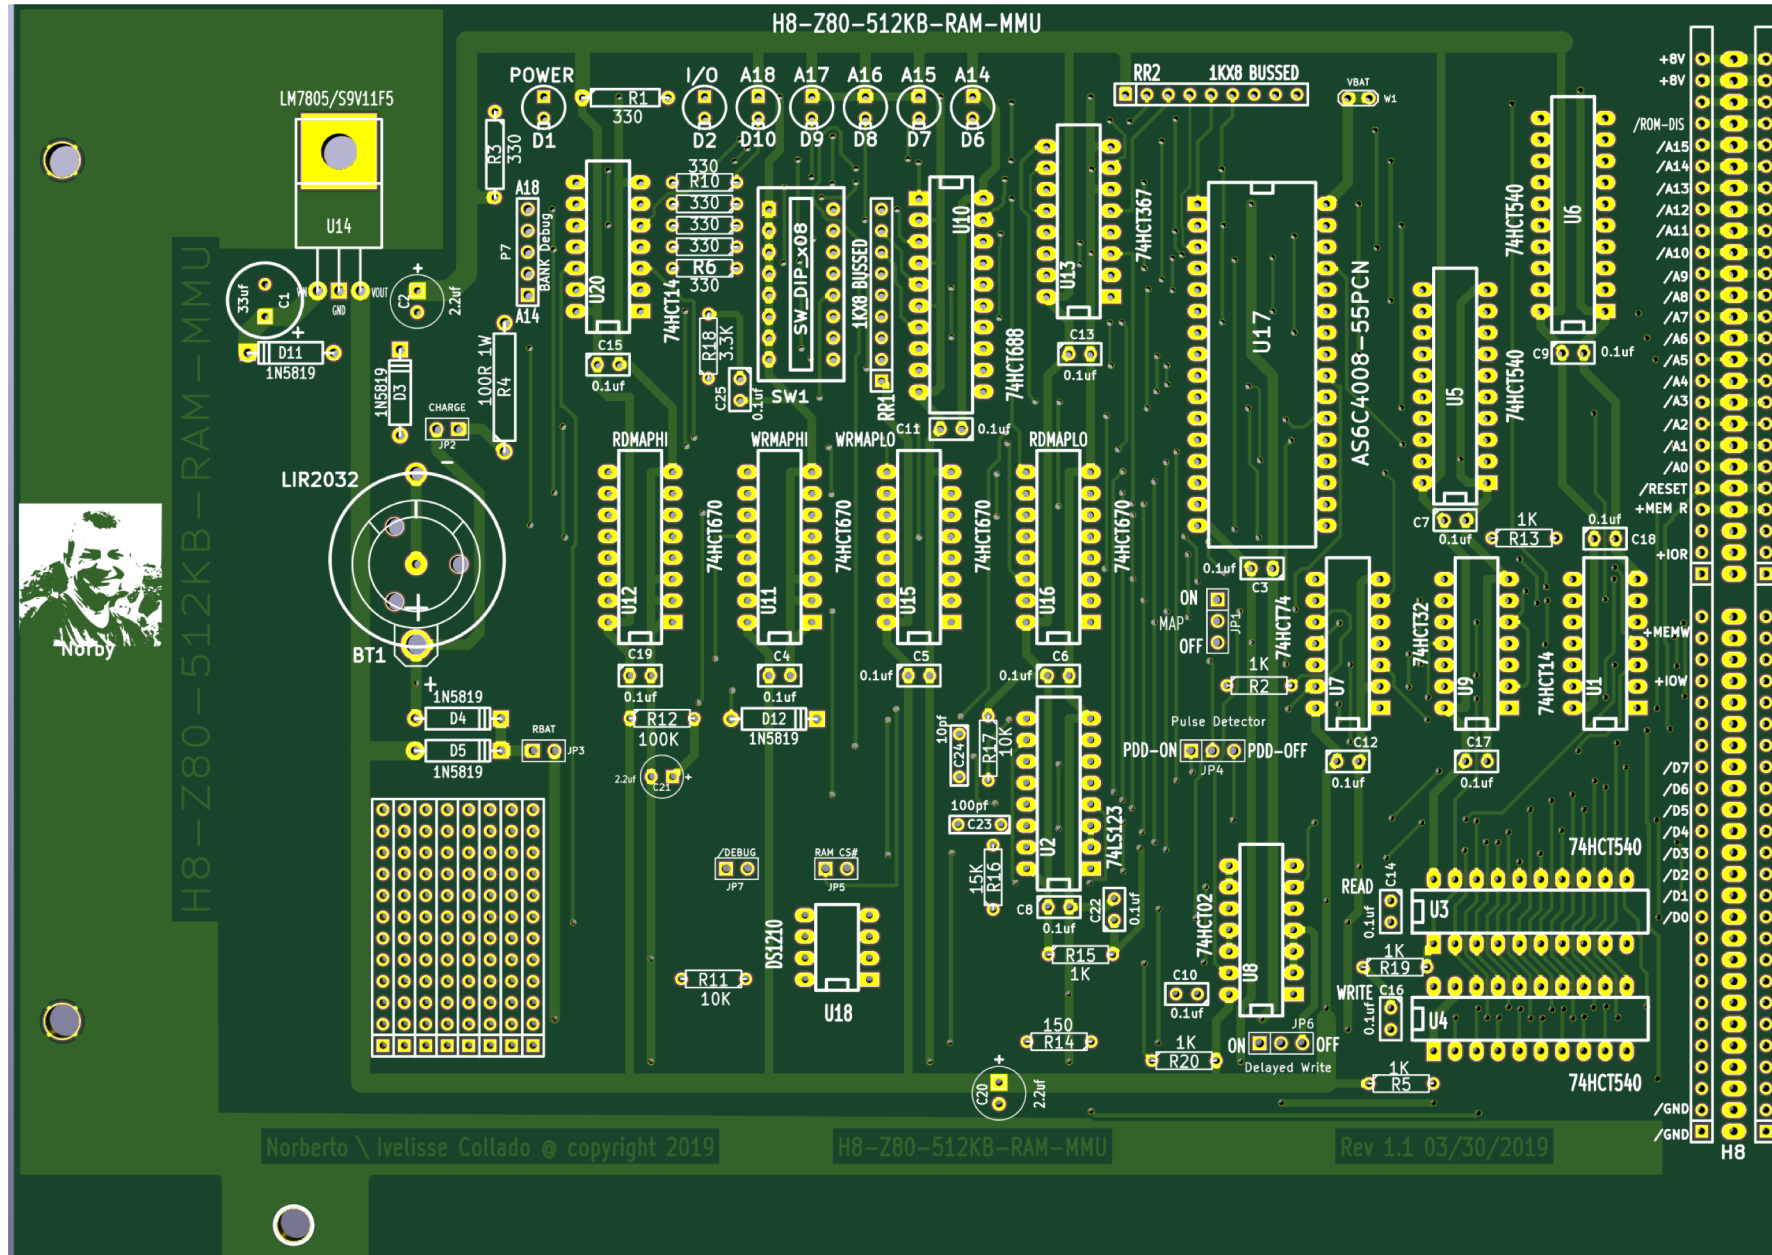 H8-Z80-512KB-RAM-MMU
LM7805/S9V11F5
POWER
I/O
A18
A17
A16
A15
A14
R1
330
D1
D2
D10
D9
D8
D7
D6
RR2
1KX8 BUSSED
VBAT
W1
R3
330
A18
P7
BANK Debug
A14
U14
VOUT
GND
33uf
C1
+
C2
+
2.2uf
D11
1N5819
1N5819
D3
CHARGE
JP2
100R 1W
R4
U20
74HCT14
C15
0.1uf
330
R10
330
330
330
R6
330
R18
3.3K
C25
0.1uf
SW_DIP_x08
SW1
1KX8 BUSSED
RR1
U10
74HCT688
C11
0.1uf
U13
74HCT367
C13
0.1uf
U17
AS6C4008-55PCN
U5
74HCT540
C7
0.1uf
U6
74HCT540
C9
0.1uf
+8V
+8V
/ROM-DIS
/A15
/A14
/A13
/A12
/A11
/A10
/A9
/A8
/A7
/A6
/A5
/A4
/A3
/A2
/A1
/A0
/RESET
+MEM R
+IOR
+MEMW
+IOW
/D7
/D6
/D5
/D4
/D3
/D2
/D1
/D0
/GND
/GND
H8
H8-Z80-512KB-RAM-MMU
Norby
LIR2032
-
+
BT1
+
RDMAPHI
WRMAPHI
WRMAPLO
RDMAPLO
U12
74HCT670
U11
74HCT670
U15
74HCT670
U16
74HCT670
C19
0.1uf
C4
0.1uf
C5
0.1uf
C6
0.1uf
C3
0.1uf
ON
MAP
OFF
JP1
1K
R2
74HCT74
U7
C12
0.1uf
74HCT32
U9
C17
0.1uf
74HCT14
U1
1K
R13
0.1uf
C18
1N5819
D4
D5
1N5819
RBAT
JP3
R12
100K
D12
1N5819
2.2uf
C21
+
10pf
C24
R17
10K
100pf
C23
15K
R16
U2
74LS123
C8
0.1uf
C22
0.1uf
R15
1K
Pulse Detector
PDD-ON
PDD-OFF
JP4
/DEBUG
JP7
RAM CS#
JP5
DS1210
U18
R11
10K
74HCT02
U8
C10
0.1uf
150
R14
1K
R20
ON
OFF
JP6
Delayed Write
+
C20
2.2uf
74HCT540
READ
C14
0.1uf
U3
1K
R19
WRITE
C16
0.1uf
U4
1K
R5
74HCT540
Norberto \ Ivelisse Collado @ copyright 2019
H8-Z80-512KB-RAM-MMU
Rev 1.1 03/30/2019